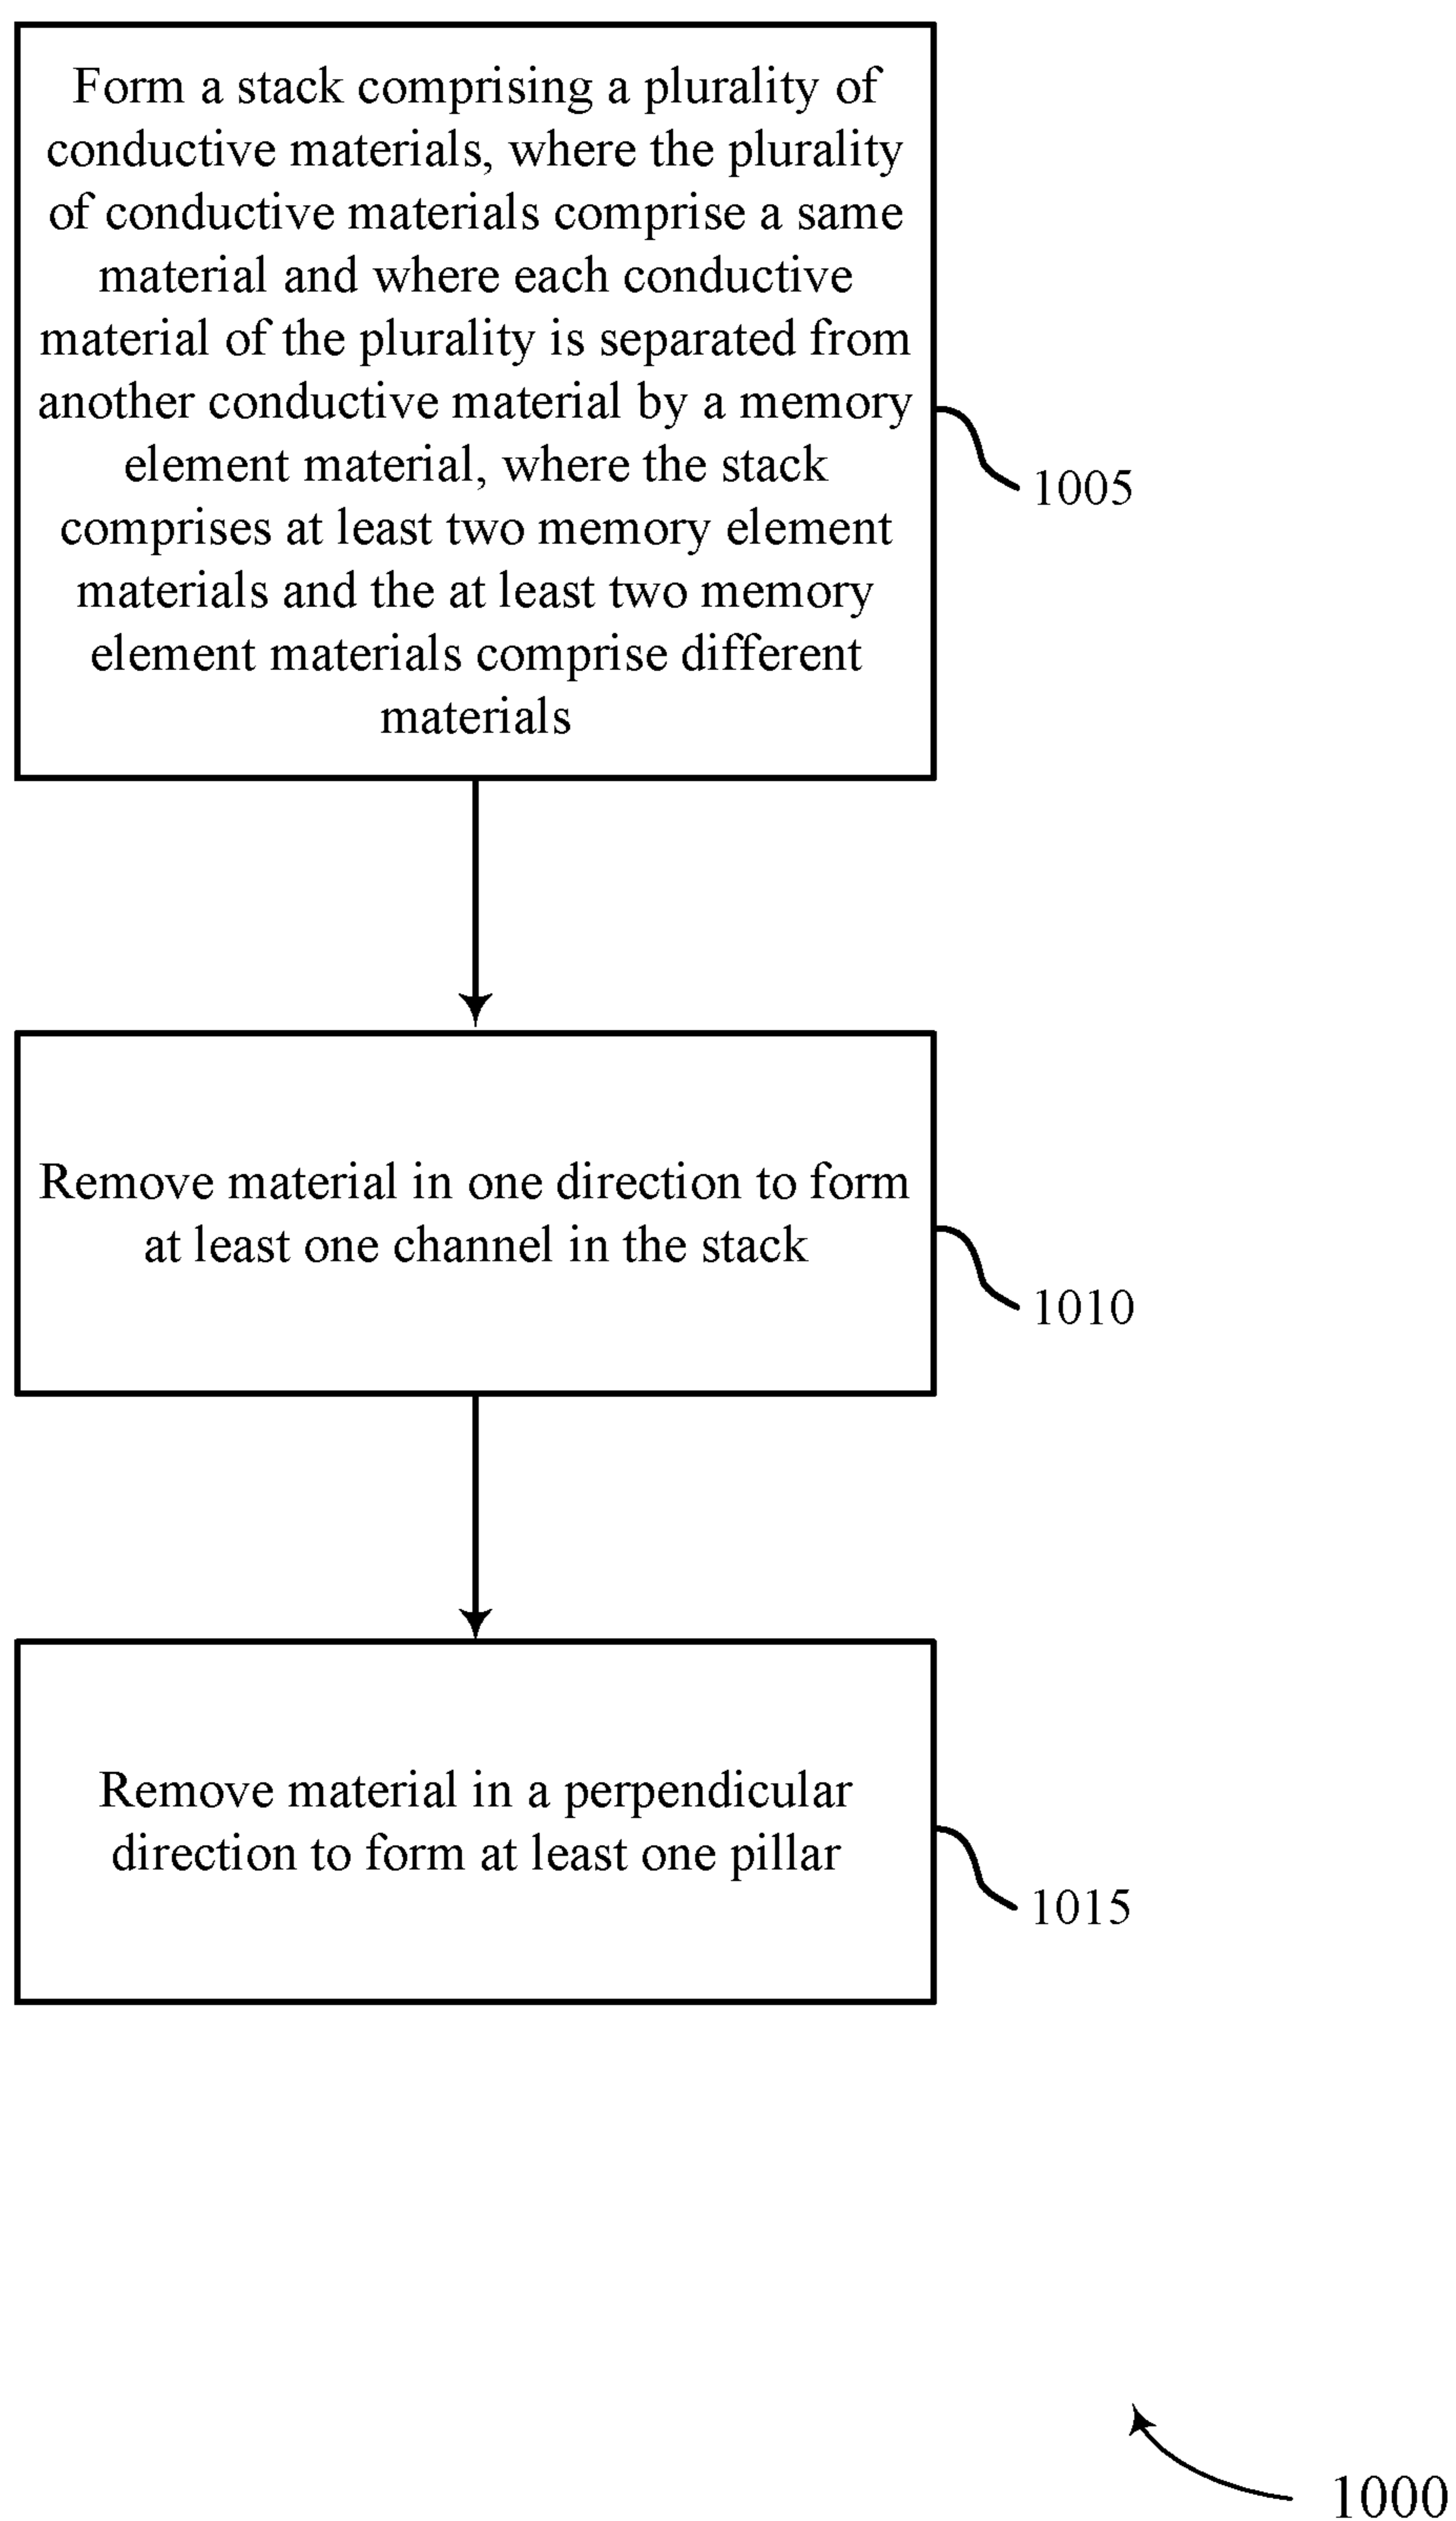 Form a stack comprising a plurality of
conductive materials, where the plurality
of conductive materials comprise a same
material and where each conductive
material of the plurality is separated from
another conductive material by a memory
element material, where the stack
comprises at least two memory element
materials and the at least two memory
element materials comprise different
materials
1005
Remove material in one direction to form
at least one channel in the stack
1010
Remove material in a perpendicular
direction to form at least one pillar
1015
1000